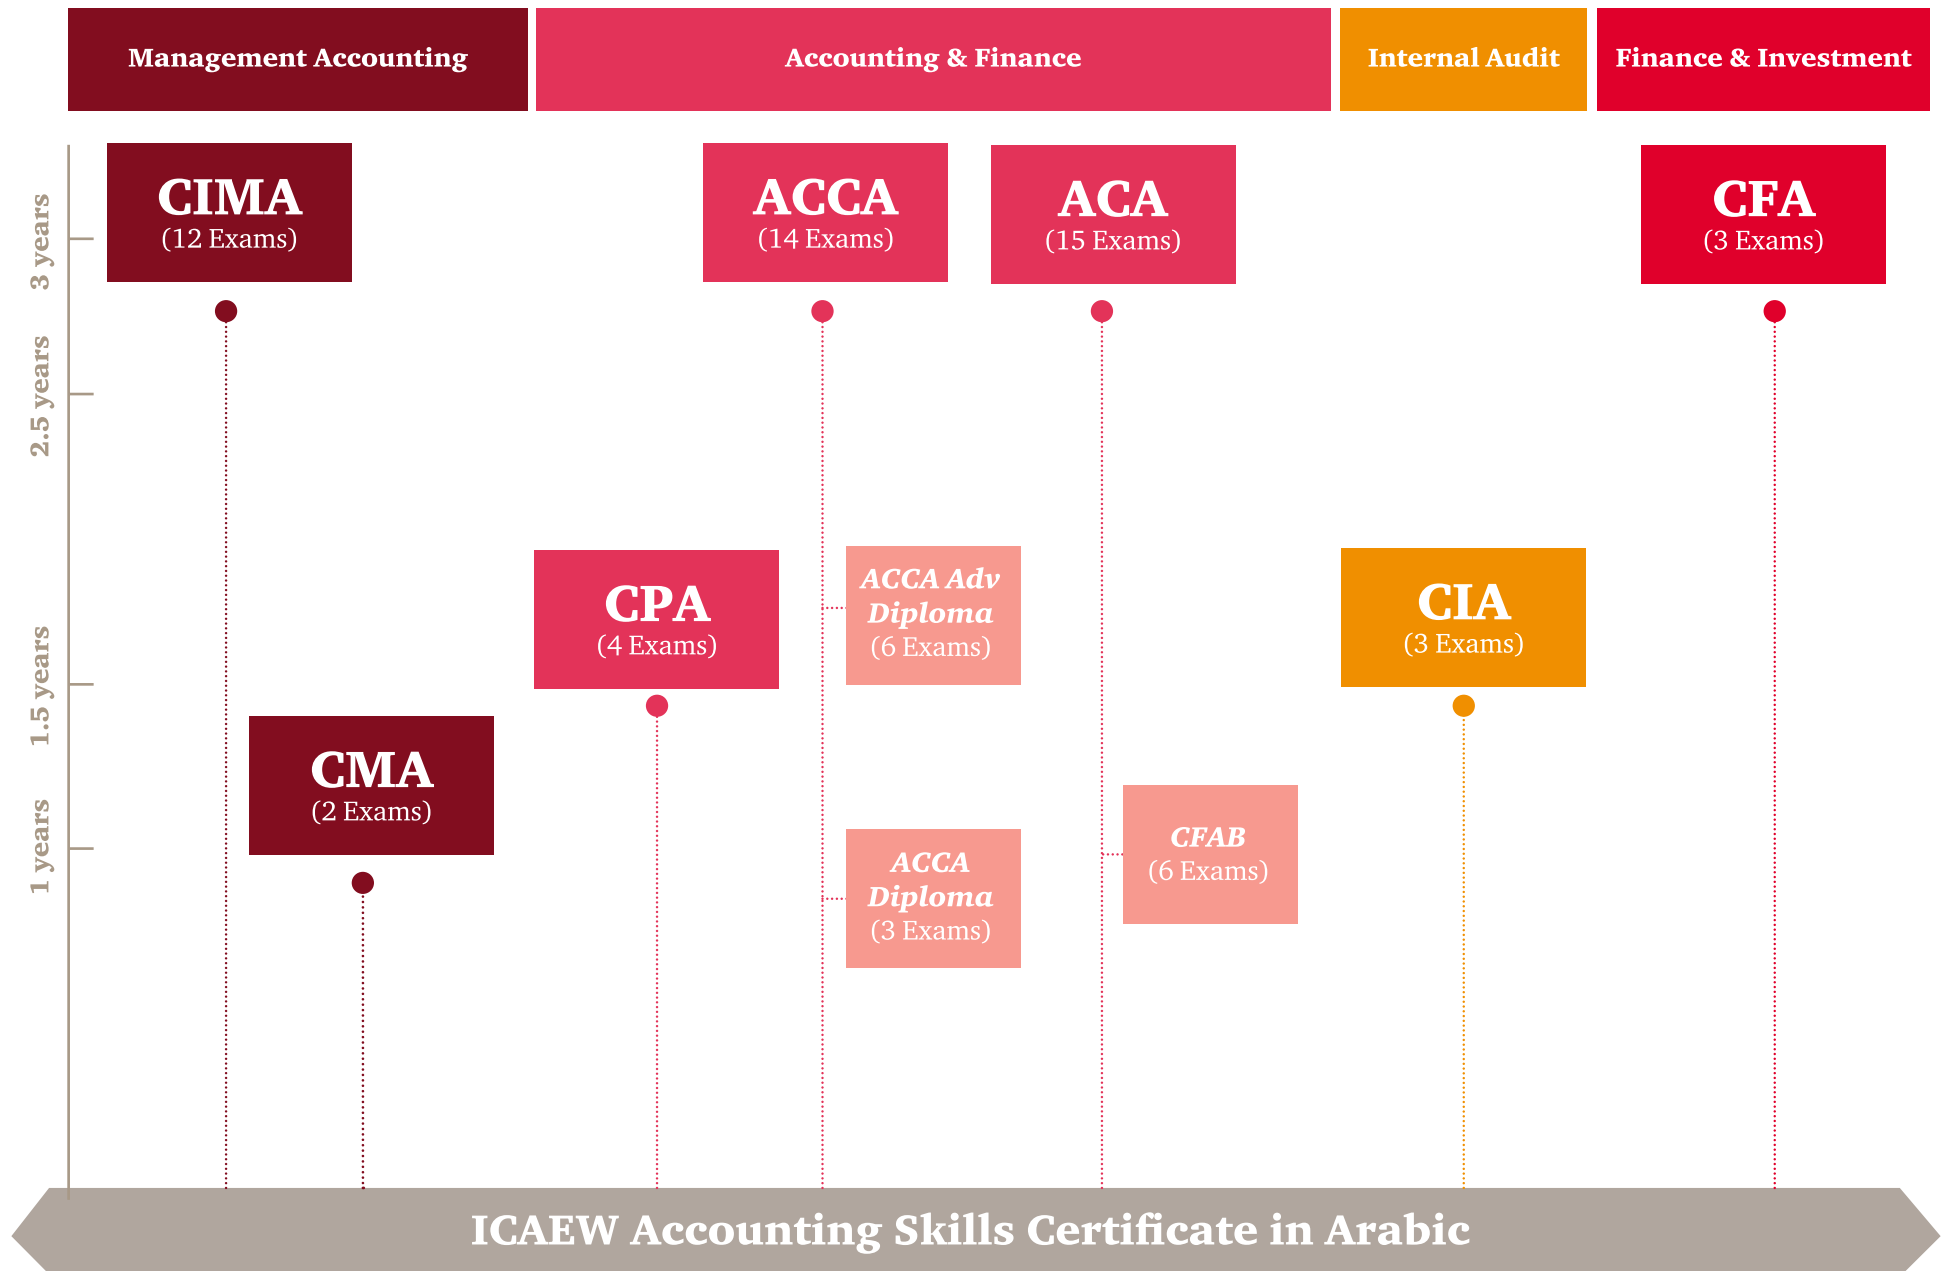 Management Accounting
Accounting & Finance
Internal Audit
Finance & Investment
3 years
2.5 years
1.5 years
1 years
CIMA
(12 Exams)
ACCA
(14 Exams)
ACA
(15 Exams)
CFA
(3 Exams)
CPA
(4 Exams)
ACCA Adv
Diploma
(6 Exams)
CIA
(3 Exams)
CMA
(2 Exams)
ACCA
Diploma
(3 Exams)
CFAB
(6 Exams)
ICAEW Accounting Skills Certificate in Arabic